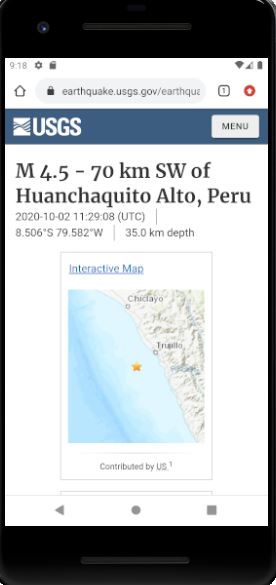 9:18
earthquake.usgs.gov/earthqua
1
USGS
MENU
M 4.5 - 70 km SW of
Huanchaquito Alto, Peru
2020-10-02 11:29:08 (UTC)
8.506°S 79.582°W
35.0 km depth
Interactive Map
Chiclayo
Trujillo
Contributed by US 1